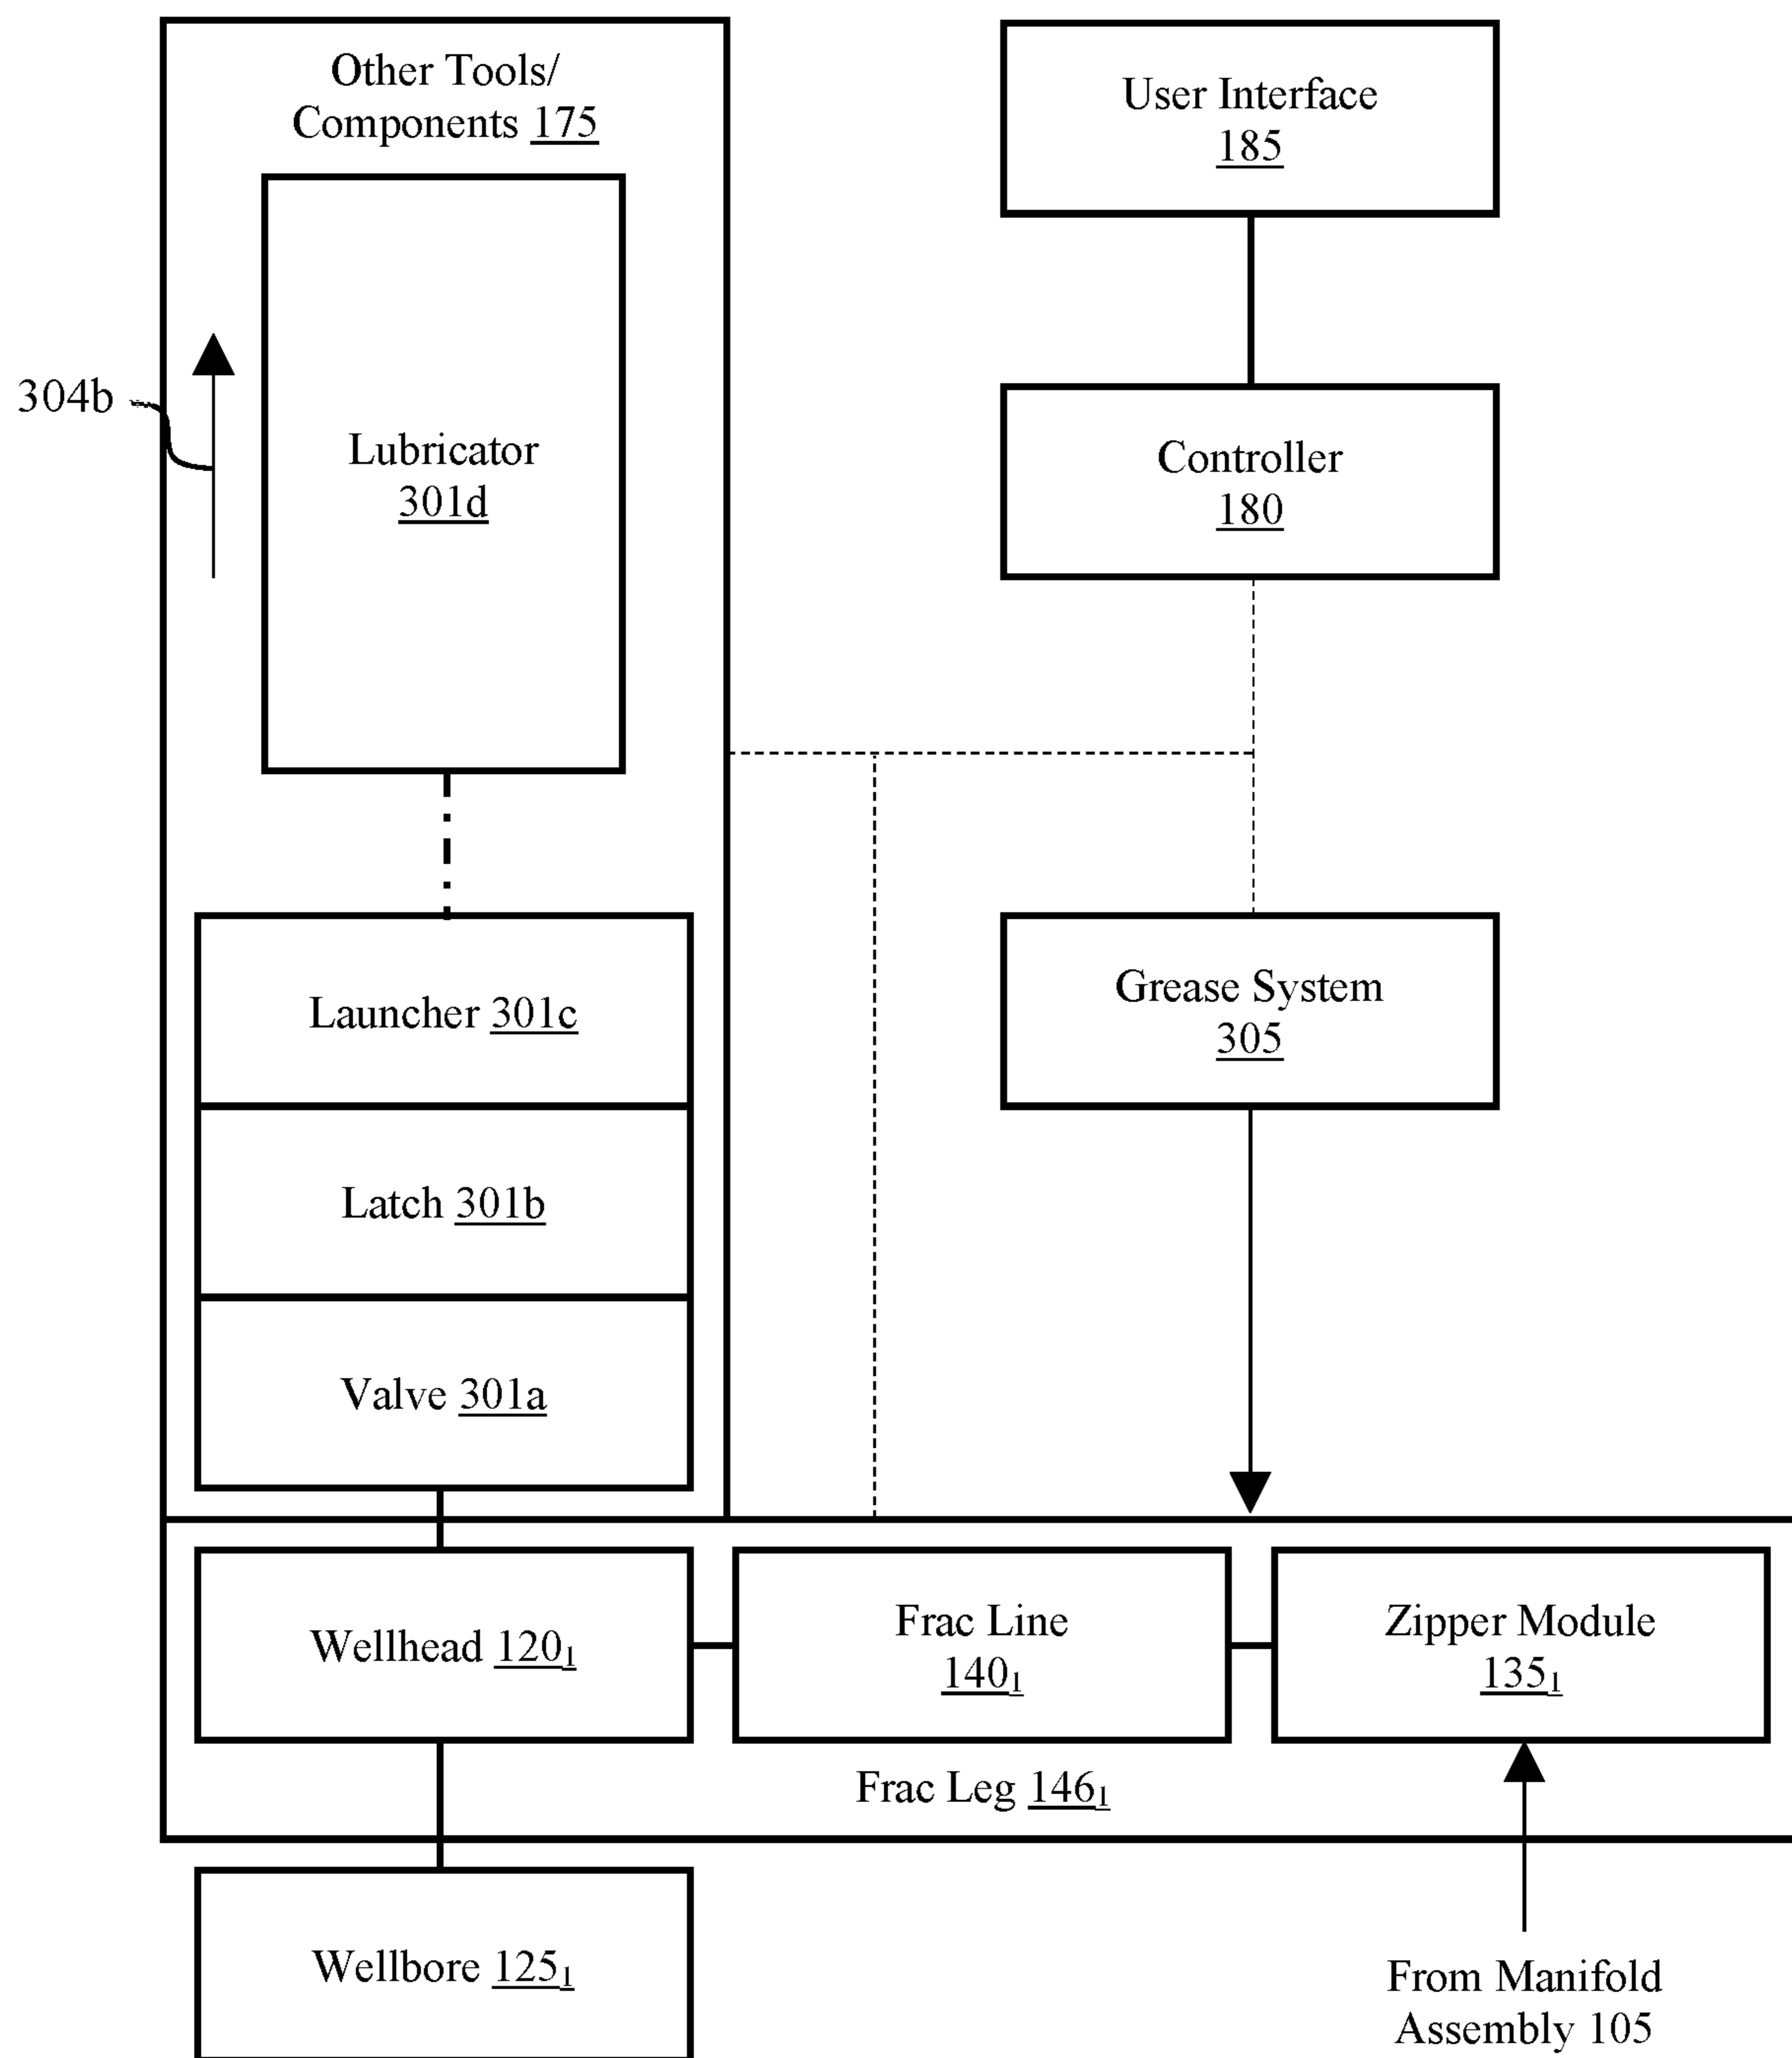 Other Tools/
Components 175
User Interface
185
304b
Lubricator
301d
Controller
180
Launcher 301c
Grease System
305
Latch 301b
Valve 301a
Wellhead 120₁
Frac Line
140₁
Zipper Module
135₁
Frac Leg 146₁
Wellbore 125₁
From Manifold
Assembly 105